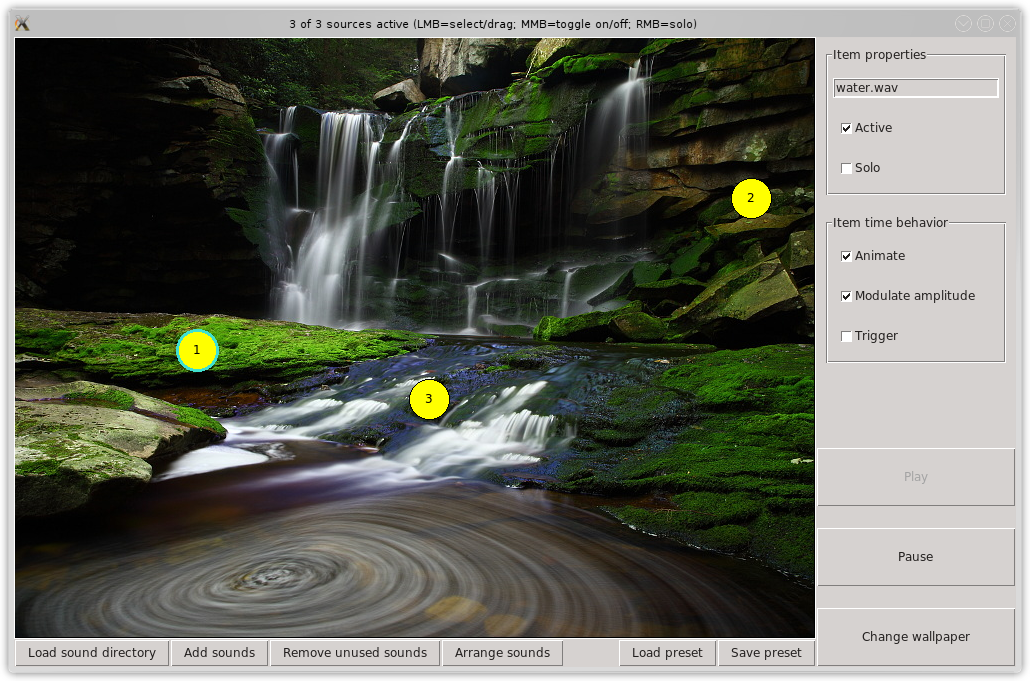 3 of 3 sources active (LMB=select/drag; MMB=toggle on/off; RMB=solo)
Item properties
water.wav
Active
Solo
2
Item time behavior
Animate
Modulate amplitude
Trigger
1
3
Play
Pause
Change wallpaper
Load sound directory
Add sounds
Remove unused sounds
Arrange sounds
Load preset
Save preset